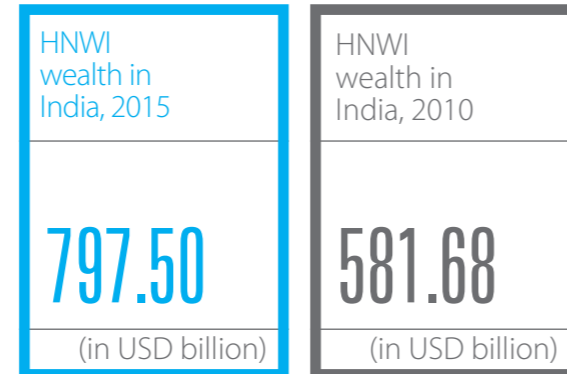 HNWI
wealth in
India, 2015
797.50
(in USD billion)
HNWI
wealth in
India, 2010
581.68
(in USD billion)